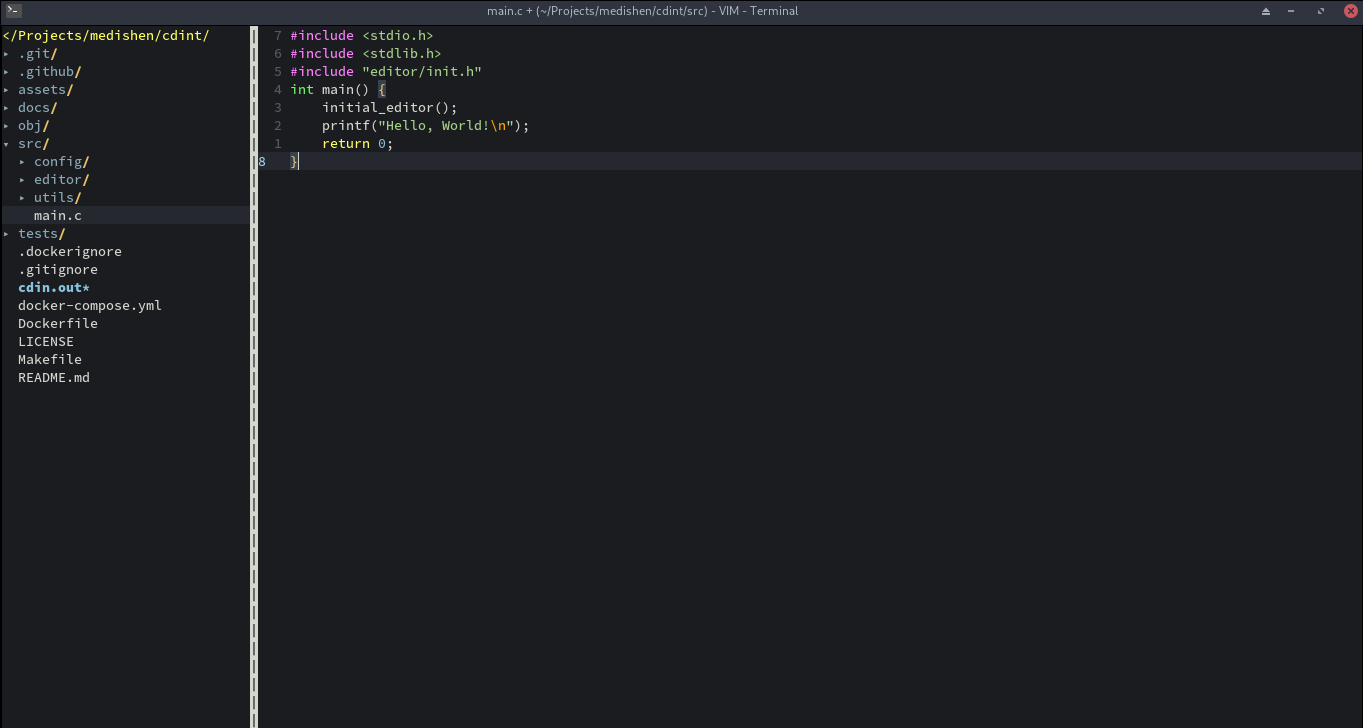 main.c + (~/Projects/medishen/cdint/src) - VIM - Terminal
</Projects/medishen/cdint/
▸ .git/
▸ .github/
▸ assets/
▸ docs/
▸ obj/
▾ src/
▸ config/
▸ editor/
▸ utils/
main.c
▸ tests/
.dockerignore
.gitignore
cdin.out*
docker-compose.yml
Dockerfile
LICENSE
Makefile
README.md
7 #include <stdio.h>
6 #include <stdlib.h>
5 #include "editor/init.h"
4 int main() {
3     initial_editor();
2     printf("Hello, World!\n");
1     return 0;
8 }